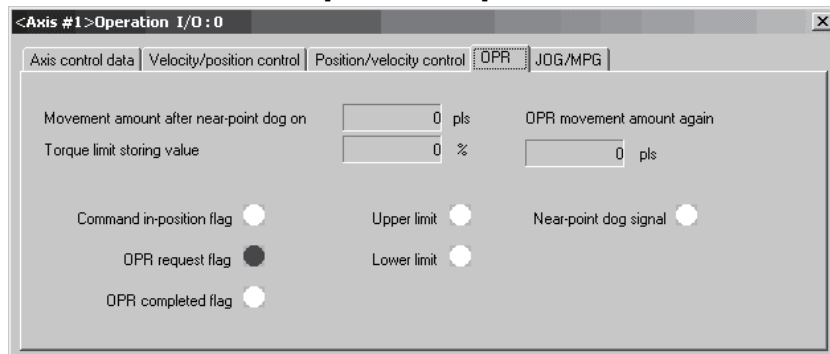 <Axis #1>Operation I/O:0
x
Axis control data Velocity/position control Position/velocity control OPR JOG/MPG
Movement amount after near-point dog on 0 pls OPR movement amount again
Torque limit storing value 0 % 0 pls
Command in-position flag Upper limit Near-point dog signal
OPR request flag Lower limit
OPR completed flag